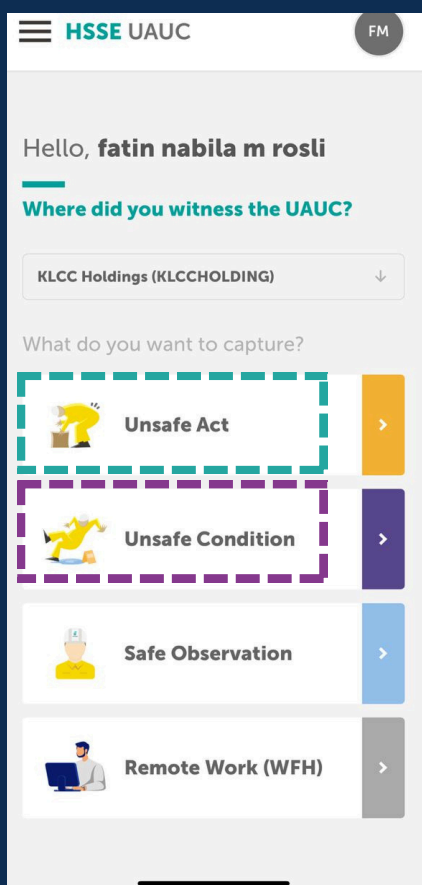 HSSE UAUC
FM
Hello, fatin nabila m rosli
Where did you witness the UAUC?
KLCC Holdings (KLCCHOLDING)
What do you want to capture?
Unsafe Act
Unsafe Condition
Safe Observation
Remote Work (WFH)